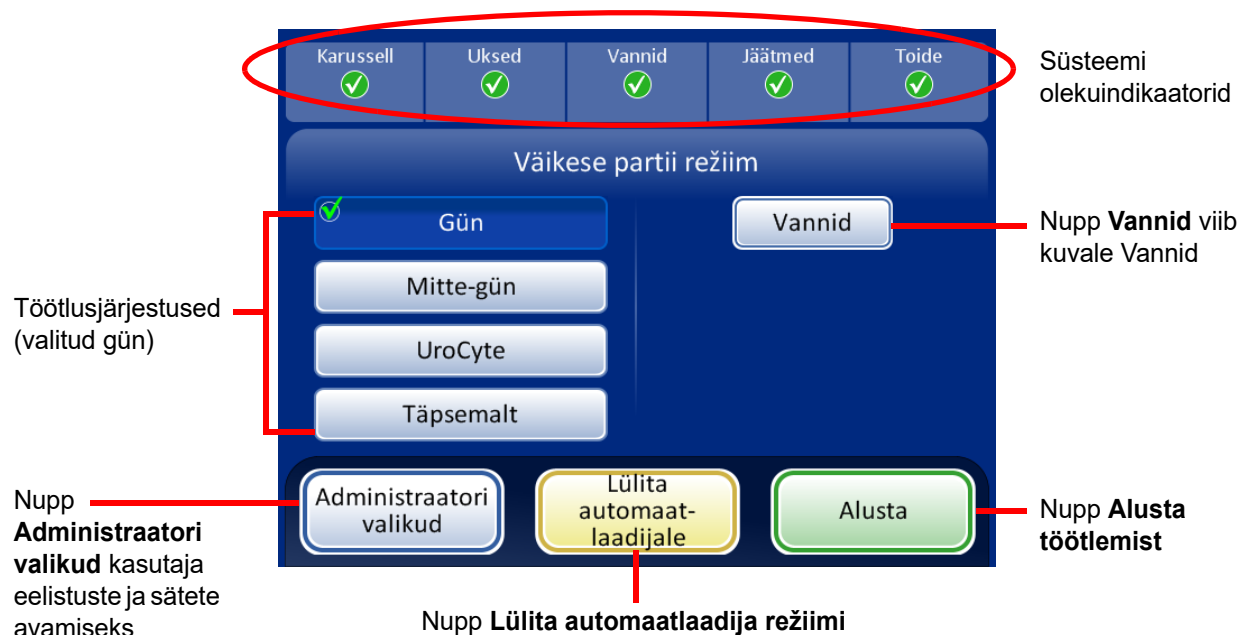 Karussell
Uksed
Vannid
Jäätmed
Toide
Süsteemi
olekuindikaatorid
Väikese partii režiim
Gün
Vannid
Nupp Vannid viib
kuvale Vannid
Mitte-gün
Töötlusjärjestused
(valitud gün)
UroCyte
Täpsemalt
Nupp
Administraatori
valikud kasutaja
eelistuste ja sätete
avamiseks
Administraatori
valikud
Lülita
automaat-
laadijale
Alusta
Nupp Alusta
töötlemist
Nupp Lülita automaatlaadija režiimi